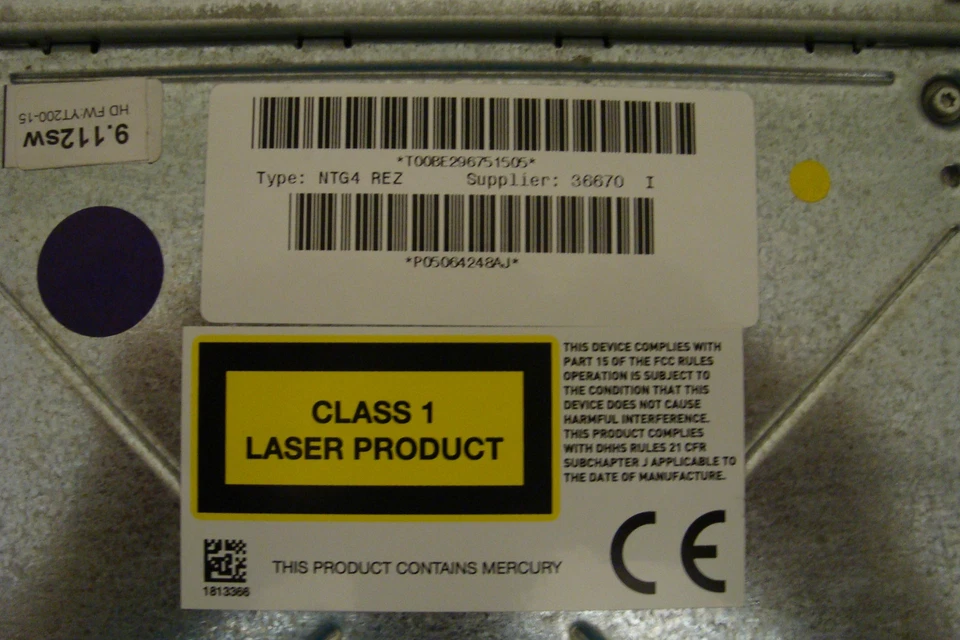 9.112sw
HD FW:YT200-15
*T00BE296751505*
Type: NTG4 REZ Supplier: 36670 I
*P05064248AJ*
CLASS 1
LASER PRODUCT
THIS DEVICE COMPLIES WITH
PART 15 OF THE FCC RULES
OPERATION IS SUBJECT TO
THE CONDITION THAT THIS
DEVICE DOES NOT CAUSE
HARMFUL INTERFERENCE.
THIS PRODUCT COMPLIES
WITH DHHS RULES 21 CFR
SUBCHAPTER J APPLICABLE TO
THE DATE OF MANUFACTURE.
1813366
THIS PRODUCT CONTAINS MERCURY
CE